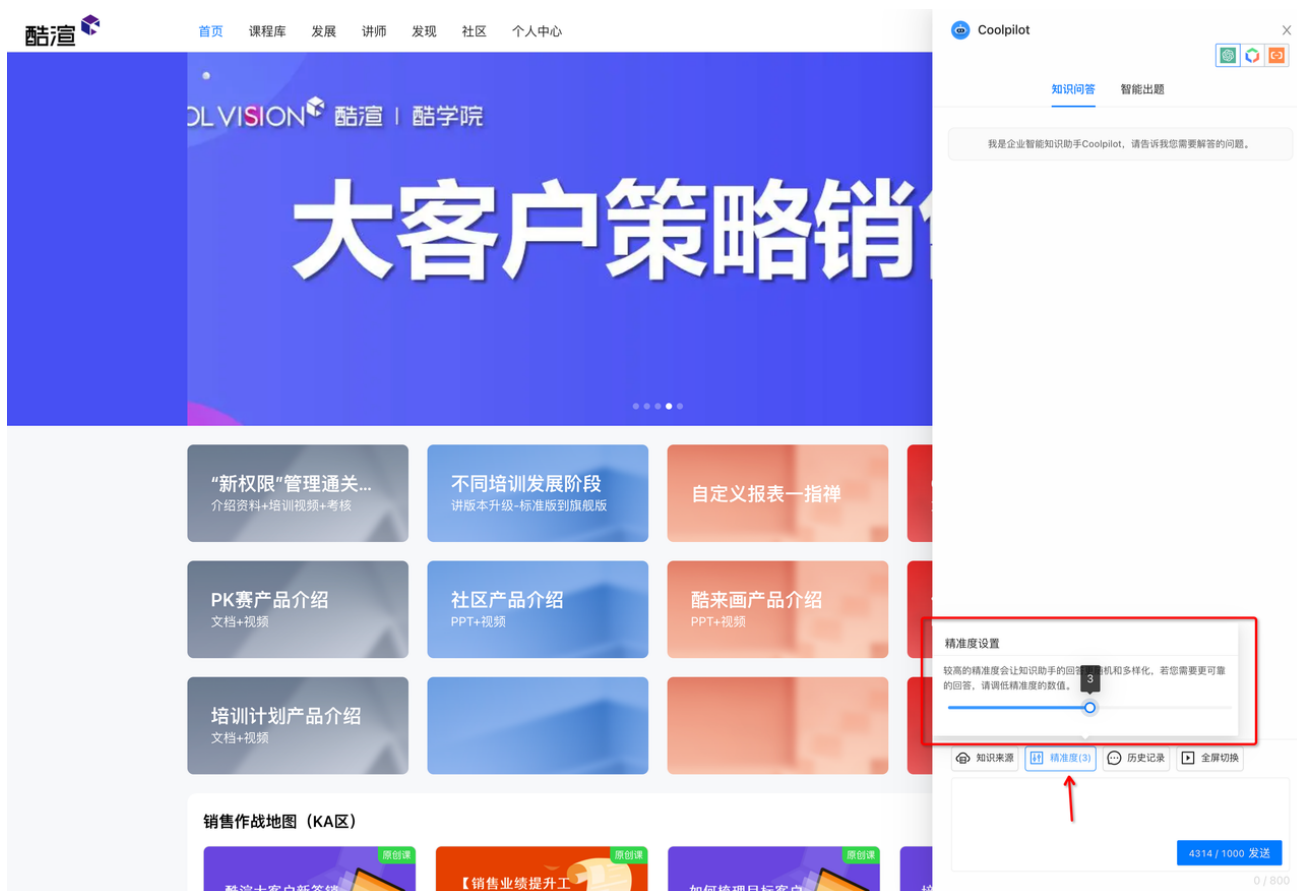 酷渲
首页 课程库 发展 讲师 发现 社区 个人中心
OLVISION 酷渲 | 酷学院
大客户策略销
“新权限”管理通关...
介绍资料+培训视频+考核
不同培训发展阶段
讲版本升级-标准版到旗舰版
自定义报表一指禅
PK赛产品介绍
文档+视频
社区产品介绍
PPT+视频
酷来画产品介绍
PPT+视频
培训计划产品介绍
文档+视频
销售作战地图（KA区）
原创课
原创课
原创课
【销售业绩提升工
Coolpilot
知识问答 智能出题
我是企业智能知识助手Coolpilot，请告诉我您需要解答的问题。
精准度设置
较高的精准度会让知识助手的回答 机和多样化，若您需要更可靠
的回答，请调低精准度的数值。
3
知识来源 精准度(3) 历史记录 全屏切换
4314 / 1000 发送
0 / 800